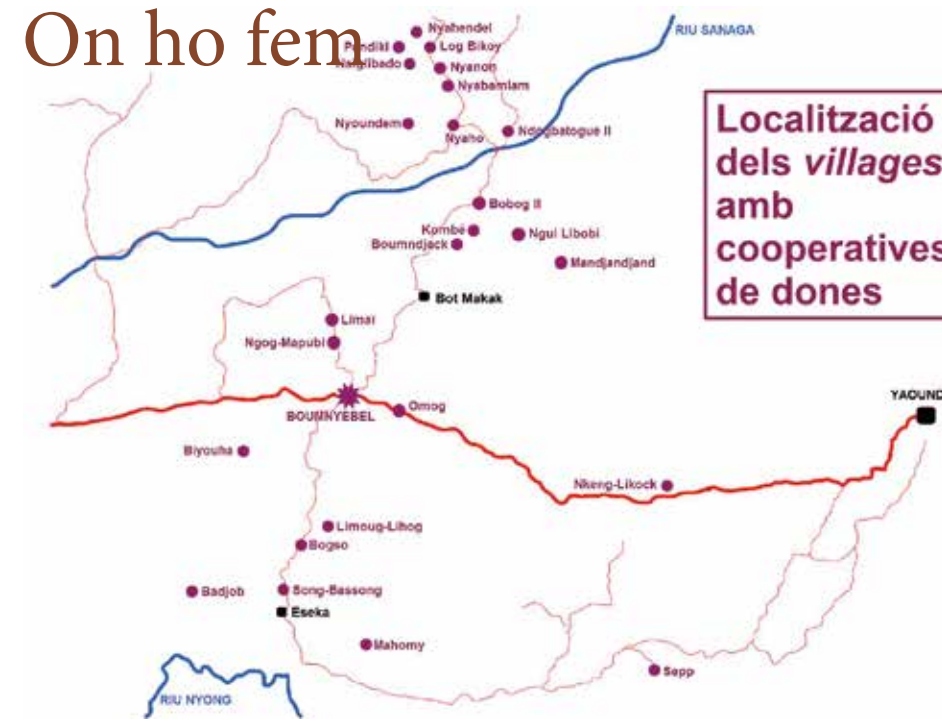 On ho fem
Nyahendel
RIU SANAGA
Log Bikoy
Nyanon
Nyabamlam
Nyoundem
Nyaho
Ndogbatogue II
Localització
dels villages
amb
cooperatives
de dones
Bobog II
Kombé
Ngui Libobi
Boumndjack
Mandjandjand
Bot Makak
Limai
Ngog-Mapubi
BOUMNYEBEL
Omog
YAOUND
Biyouha
Nkeng-Likock
Limoug-Lihog
Bogso
Badjob
Song-Bassong
Eseka
Mahomy
Sepp
RIU NYONG